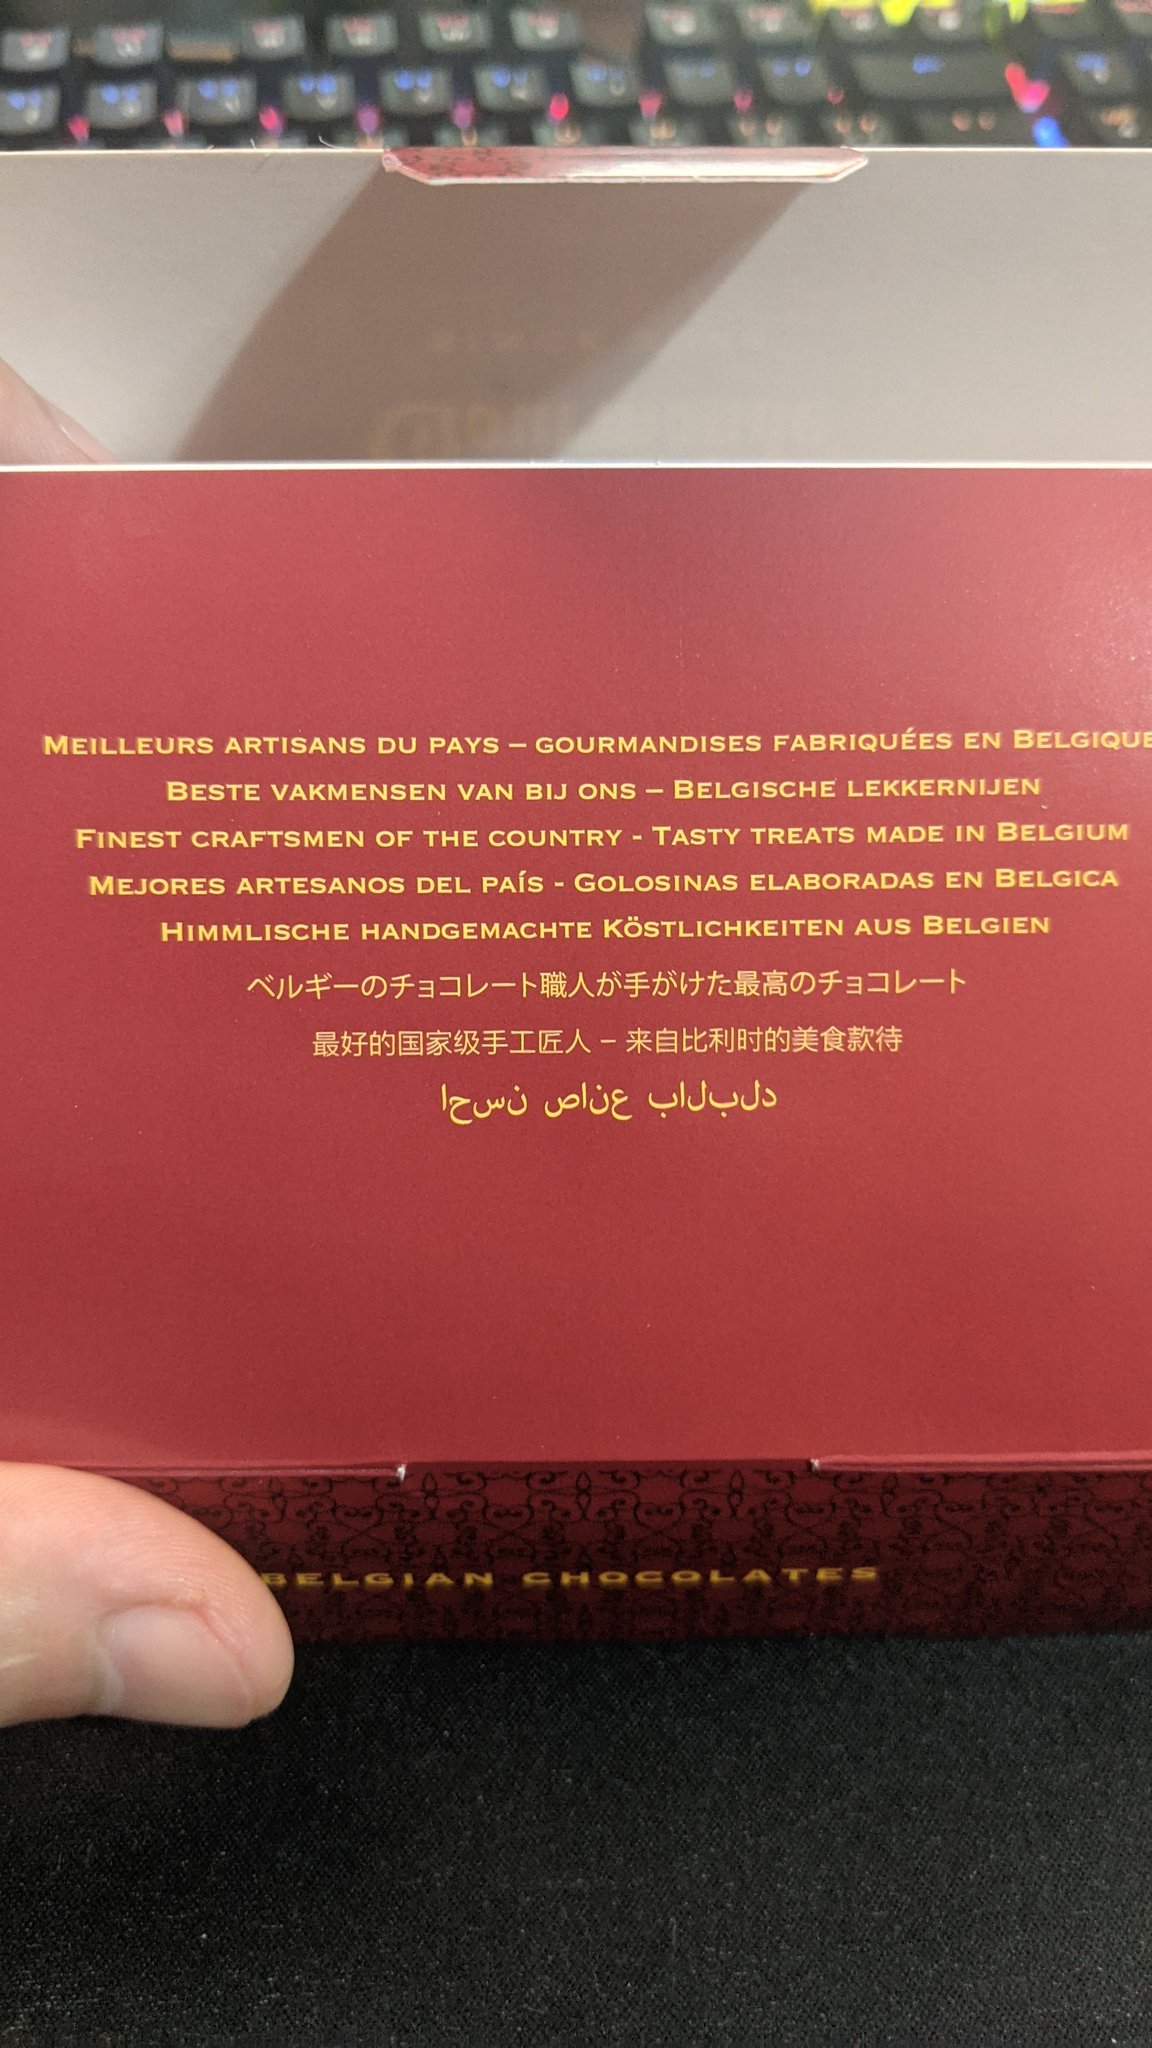 Meilleurs artisans du pays – gourmandises fabriquées en Belgique
Beste vakmensen van bij ons – Belgische lekkernijen
Finest craftsmen of the country - Tasty treats made in Belgium
Mejores artesanos del país - Golosinas elaboradas en Belgica
Himmlische handgemachte Köstlichkeiten aus Belgien
ベルギーのチョコレート職人が手がけた最高のチョコレート
最好的国家级手工匠人 – 来自比利时的美食款待
دلبلاب عناص نسحا
BELGIAN CHOCOLATES